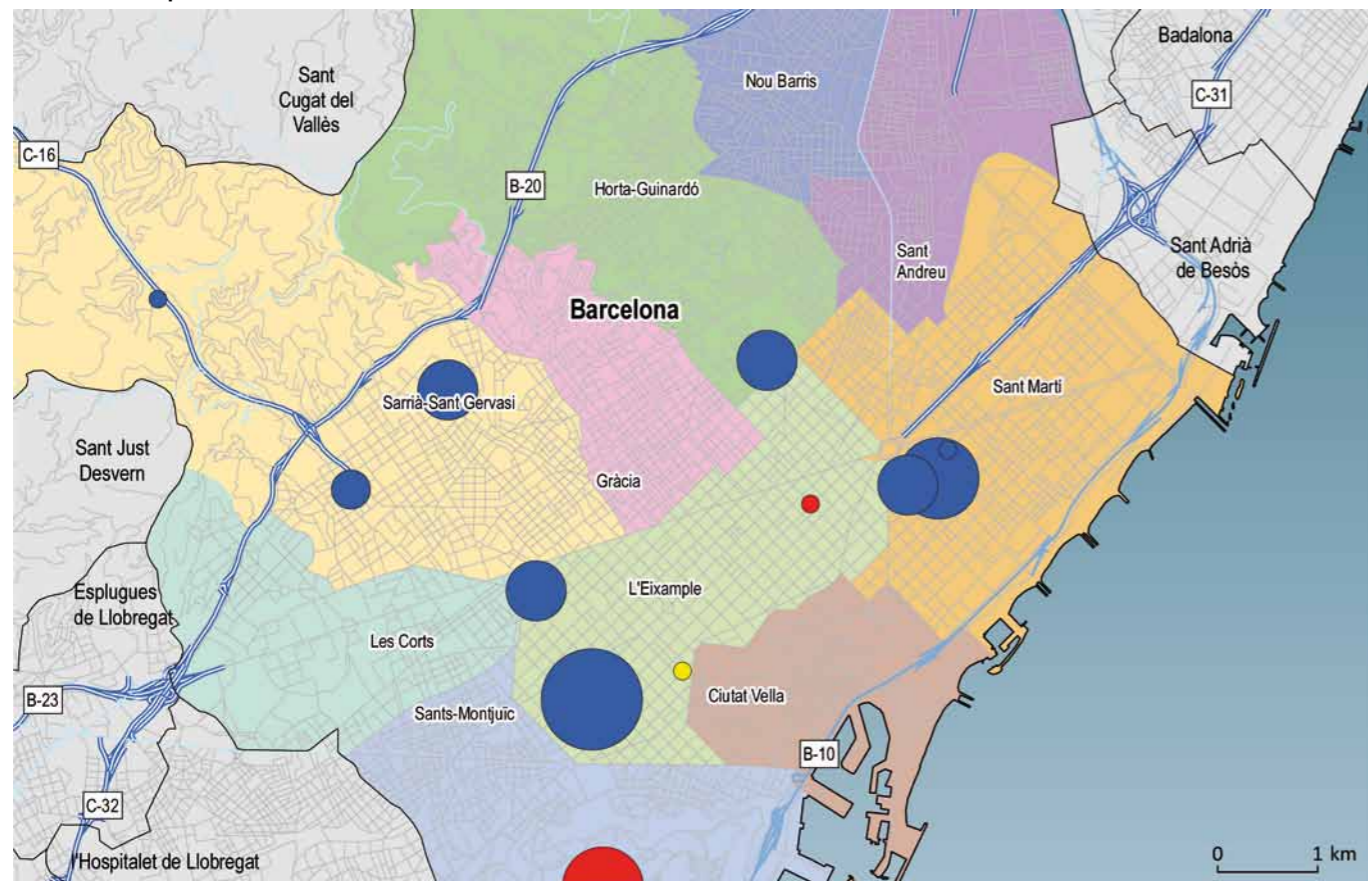 Badalona
Nou Barris
Sant
Cugat del
Vallès
C-31
C-16
B-20
Horta-Guinardó
Sant Adrià
de Besòs
Sant
Andreu
Barcelona
Sant Martí
Sarrià-Sant Gervasi
Sant Just
Desvern
Gràcia
Esplugues
de Llobregat
L'Eixample
Les Corts
Ciutat Vella
B-23
Sants-Montjuïc
B-10
C-32
l'Hospitalet de Llobregat
0 1 km